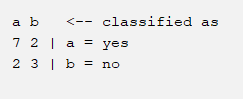 a b <-- classified as
7 2 | a = yes
2 3 | b = no